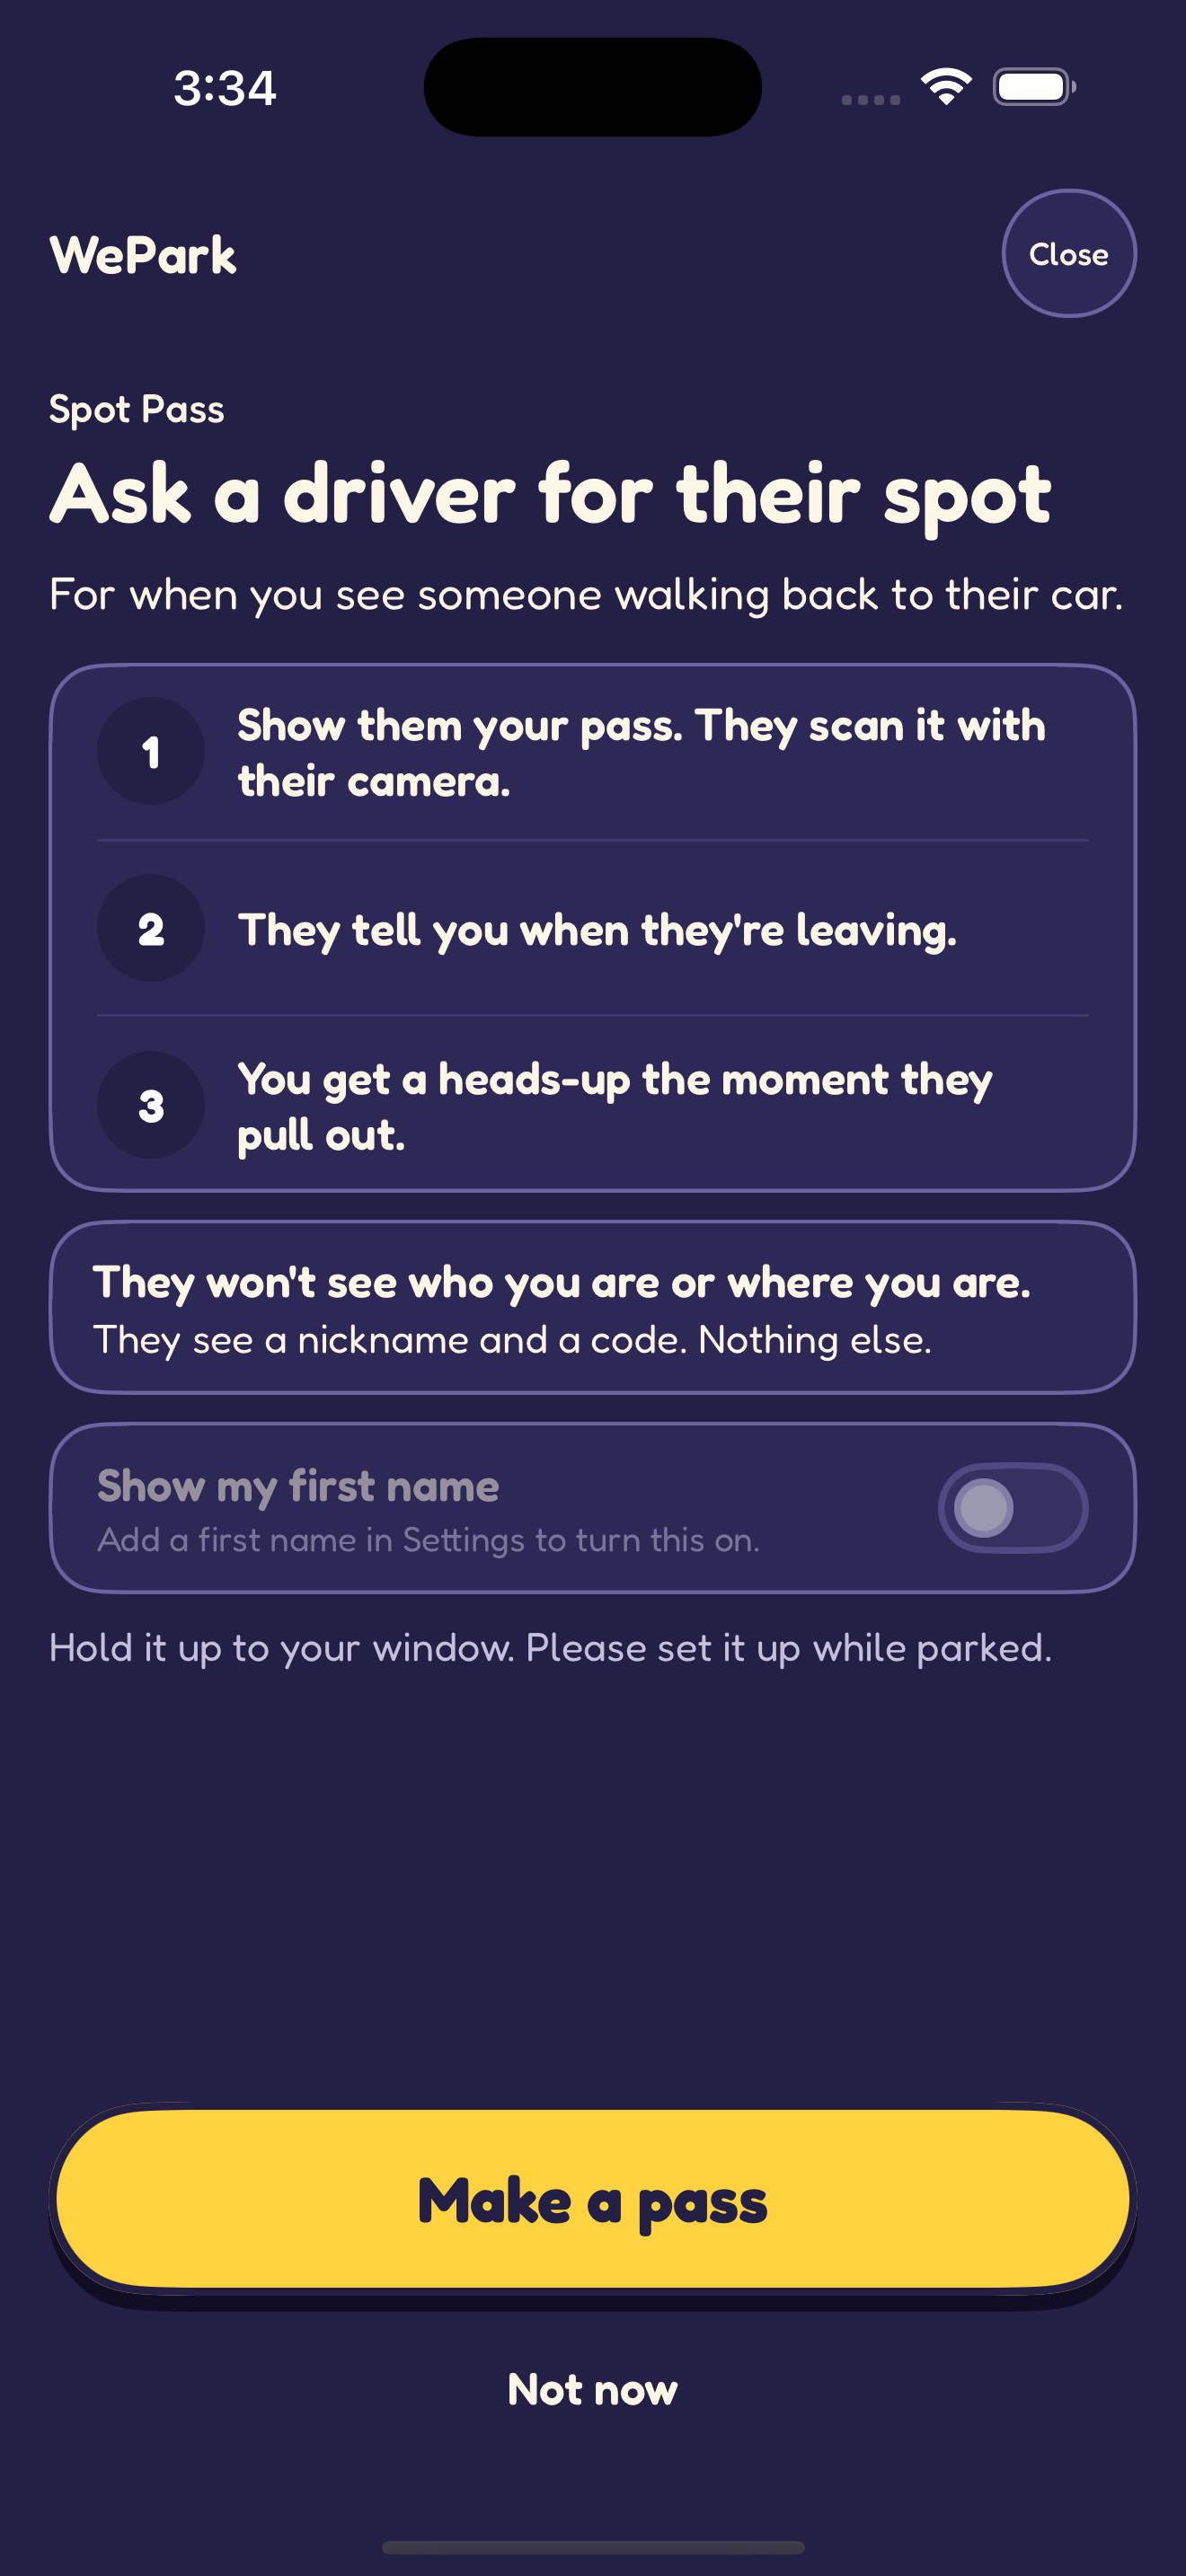 3:34
WePark
Close
Spot Pass
Ask a driver for their spot
For when you see someone walking back to their car.
1
Show them your pass. They scan it with
their camera.
2
They tell you when they're leaving.
3
You get a heads-up the moment they
pull out.
They won't see who you are or where you are.
They see a nickname and a code. Nothing else.
Show my first name
Add a first name in Settings to turn this on.
Hold it up to your window. Please set it up while parked.
Make a pass
Not now